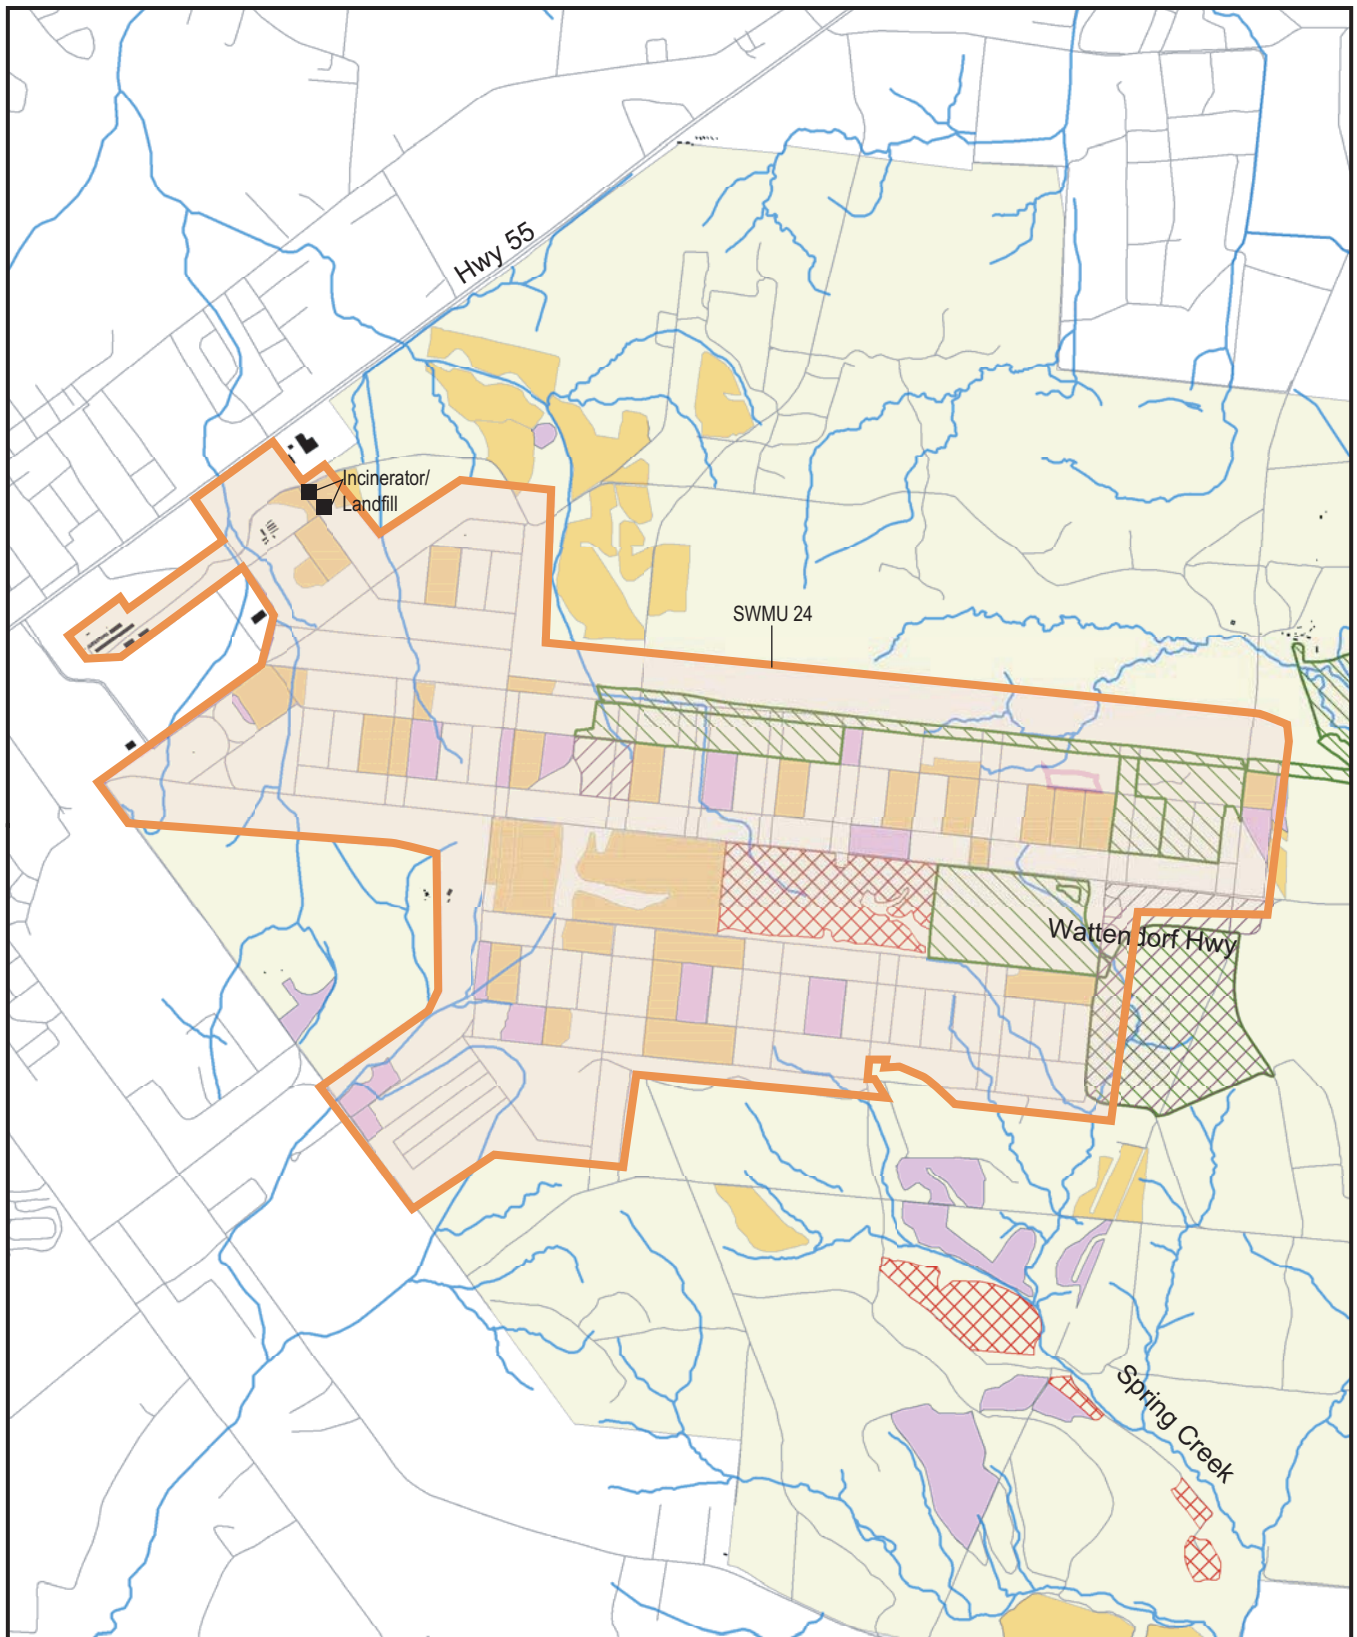 Hwy 55
Incinerator/
Landfill
SWMU 24
Wattendorf Hwy
Spring Creek